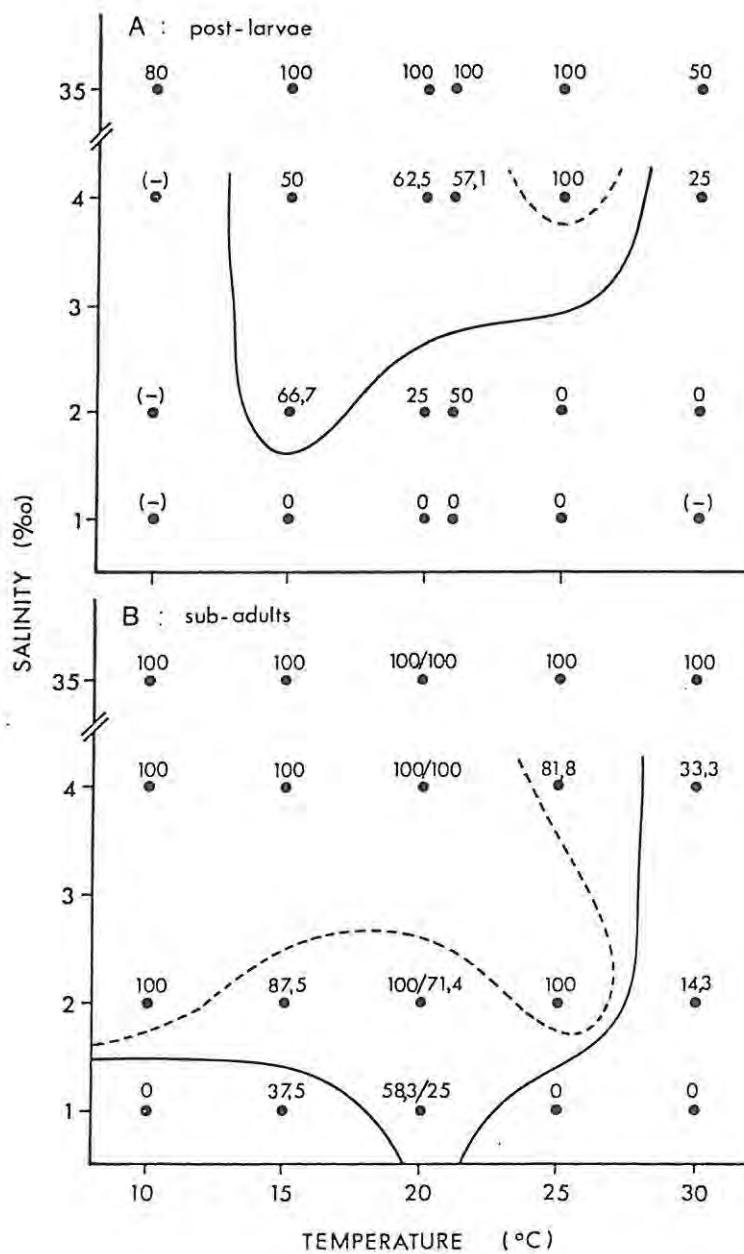 A : post-larvae
80 100 100 100 100 50
35
(-) 50 62,5 57,1 100 25
4
3
(-) 66,7 25 50 0 0
2
(-) 0 0 0 0 (-)
1
SALINITY (‰)
B : sub-adults
100 100 100/100 100 100
35
100 100 100/100 81,8 33,3
4
3
100 87,5 100/71,4 100 14,3
2
0 37,5 58,3/25 0 0
1
10 15 20 25 30
TEMPERATURE (°C)